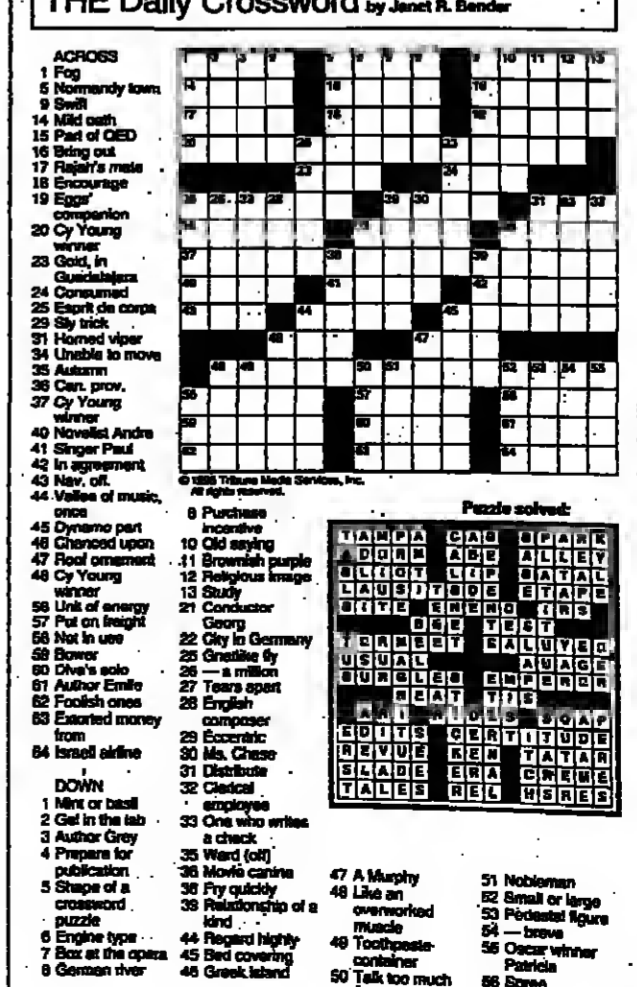 THE Daily Crossword by Janet R. Bender
ACROSS
1 Fog
5 Normandy town
9 Swift
14 Mild oath
15 Part of QED
16 Bring out
17 Rajah's mate
18 Encourage
19 Eggs'
companion
20 Cy Young
winner
23 Gold, in
Guadalajara
24 Consumed
25 Esprit de corps
29 Sly trick
31 Horned viper
34 Unable to move
35 Autumn
36 Can. prov.
37 Cy Young
winner
40 Novelist Andre
41 Singer Paul
42 In agreement
43 Nav. off.
44 Vallee of music,
once
45 Dynamo part
46 Chanced upon
47 Roof ornament
48 Cy Young
winner
56 Unit of energy
57 Put on freight
58 Not in use
59 Bower
60 Diva's solo
61 Author Emile
62 Foolish ones
63 Extorted money
from
64 Israeli airline
DOWN
1 Mint or basil
2 Gel in the lab
3 Author Grey
4 Prepare for
publication
5 Shape of a
crossword
puzzle
6 Engine type
7 Box at the opera
8 German river
© 1995 Tribune Media Services, Inc.
All rights reserved.
9 Purchase
incentive
10 Old saying
11 Brownish purple
12 Religious image
13 Study
21 Conductor
Georg
22 City in Germany
25 Gnatlike fly
26 — a million
27 Tears apart
28 English
composer
29 Eccentric
30 Ms. Chase
31 Distribute
32 Clerical
employee
33 One who writes
a check
35 Ward (off)
36 Movie canine
38 Fry quickly
39 Relationship of a
kind
44 Regard highly
45 Bed covering
46 Greek island
Puzzle solved:
TAMPA CAB SPARK
ADORN ABE ALLEY
ELIOT LIP
LAUSITSDE ETAPE
SITE IRS
TEST
USUAL
BURGLES EMPEROR
HEAT TIS
SOAP
EDITS CERTITUDE
REVUE KEN TATAR
SLADE ERA CREME
TALES REL HSRES
47 A Murphy
48 Like an
overworked
muscle
49 Toothpaste
container
50 Talk too much
51 Nobleman
52 Small or large
53 Pedestal figure
54 — brava
55 Oscar winner
Patricia
56 Spree